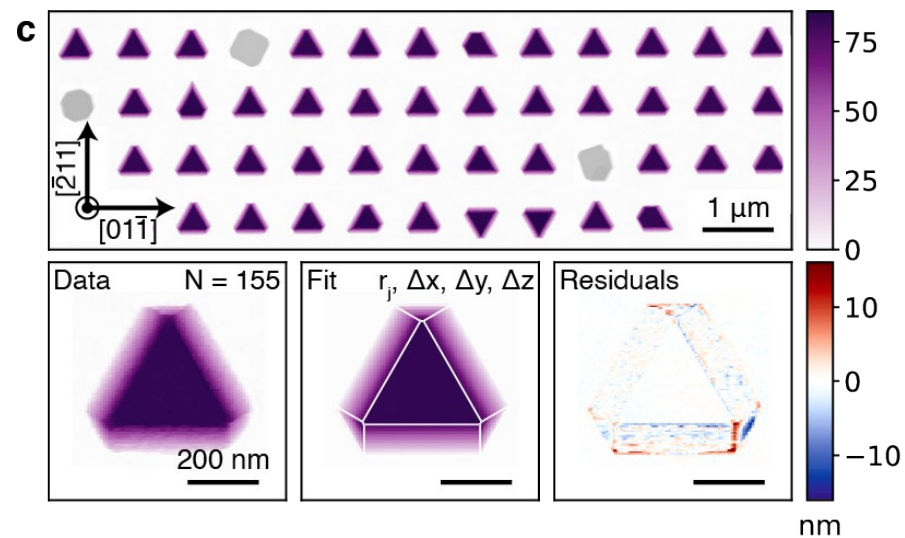 c
75
50
25
0
[2̄11]
[011̄]
1 µm
Data N = 155
Fit rj, Δx, Δy, Δz
Residuals
10
0
−10
200 nm
nm